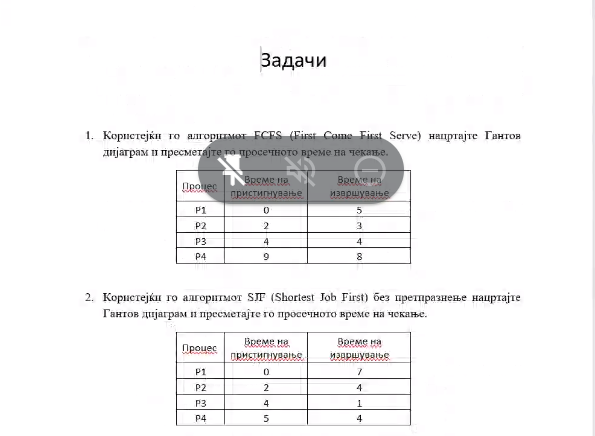 Задачи
1. Користејќи го алгоритмот FCFS (First Come First Serve) нацртајте Гантов
дијаграм и пресметајте го просечното време на чекање.
Процес Време на пристигнување Време на извршување
P1 0 5
P2 2 3
P3 4 4
P4 9 8
2. Користејќи го алгоритмот SJF (Shortest Job First) без претпразнење нацртајте
Гантов дијаграм и пресметајте го просечното време на чекање.
Процес Време на пристигнување Време на извршување
P1 0 7
P2 2 4
P3 4 1
P4 5 4